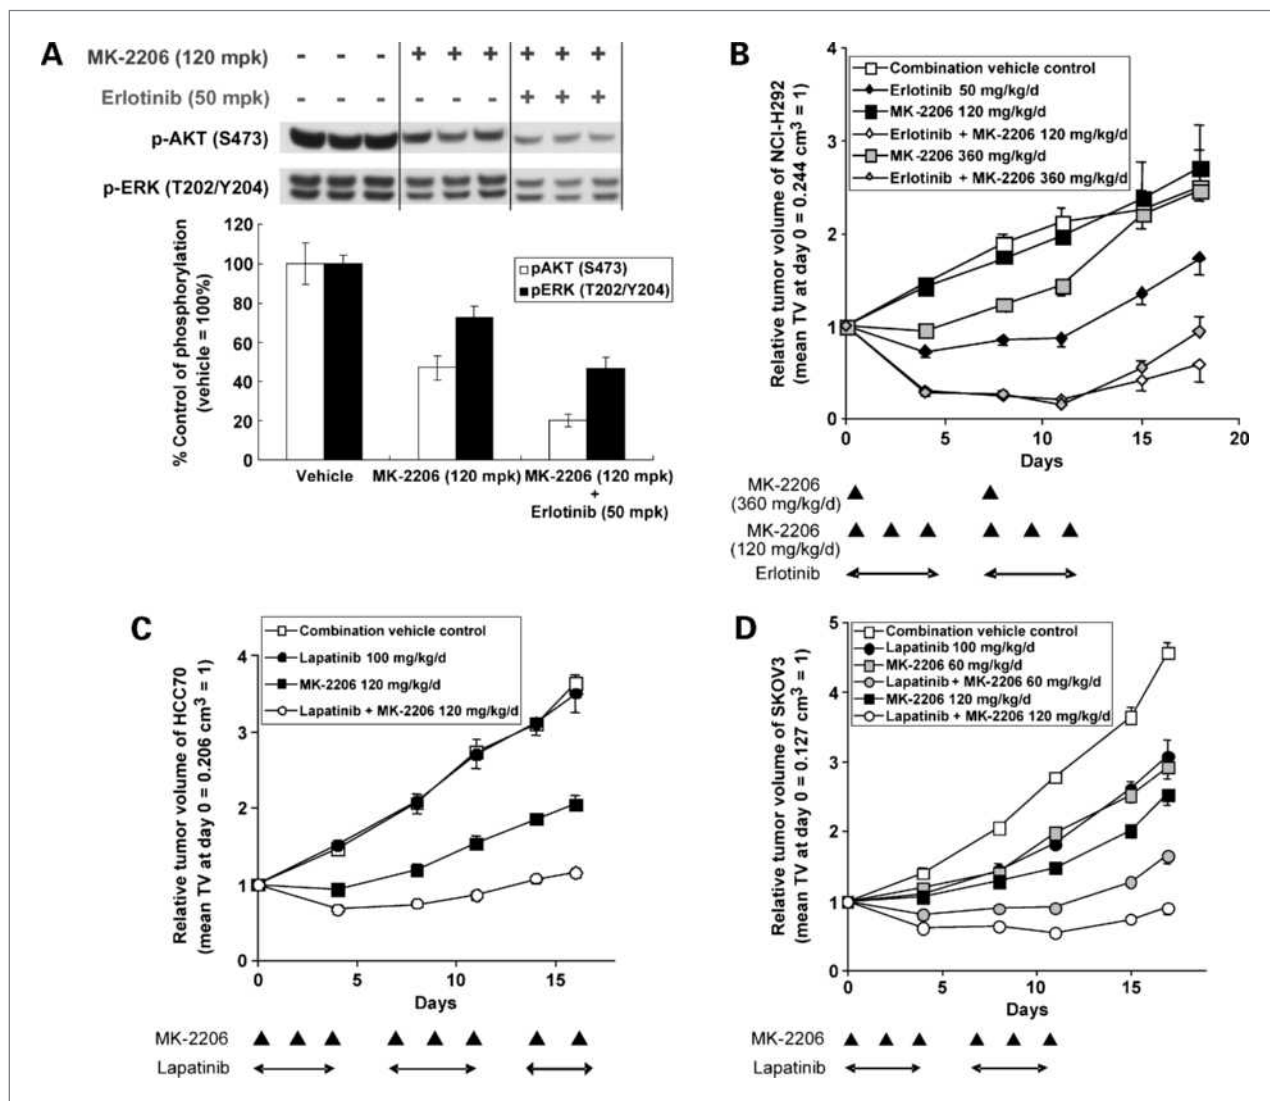 A
MK-2206 (120 mpk) - - - + + + + + +
Erlotinib (50 mpk) - - - - - - + + +
p-AKT (S473)
p-ERK (T202/Y204)
% Control of phosphorylation
(vehicle = 100%)
120
100
80
60
40
20
0
pAKT (S473)
pERK (T202/Y204)
Vehicle
MK-2206 (120 mpk)
MK-2206 (120 mpk)
+
Erlotinib (50 mpk)
B
Relative tumor volume of NCI-H292
(mean TV at day 0 = 0.244 cm³ = 1)
4
3
2
1
0
Combination vehicle control
Erlotinib 50 mg/kg/d
MK-2206 120 mg/kg/d
Erlotinib + MK-2206 120 mg/kg/d
MK-2206 360 mg/kg/d
Erlotinib + MK-2206 360 mg/kg/d
0 5 10 15 20
Days
MK-2206
(360 mg/kg/d)
MK-2206
(120 mg/kg/d)
Erlotinib
C
Relative tumor volume of HCC70
(mean TV at day 0 = 0.206 cm³ = 1)
4
3
2
1
0
Combination vehicle control
Lapatinib 100 mg/kg/d
MK-2206 120 mg/kg/d
Lapatinib + MK-2206 120 mg/kg/d
0 5 10 15
Days
MK-2206
Lapatinib
D
Relative tumor volume of SKOV3
(mean TV at day 0 = 0.127 cm³ = 1)
5
4
3
2
1
0
Combination vehicle control
Lapatinib 100 mg/kg/d
MK-2206 60 mg/kg/d
Lapatinib + MK-2206 60 mg/kg/d
MK-2206 120 mg/kg/d
Lapatinib + MK-2206 120 mg/kg/d
0 5 10 15
Days
MK-2206
Lapatinib